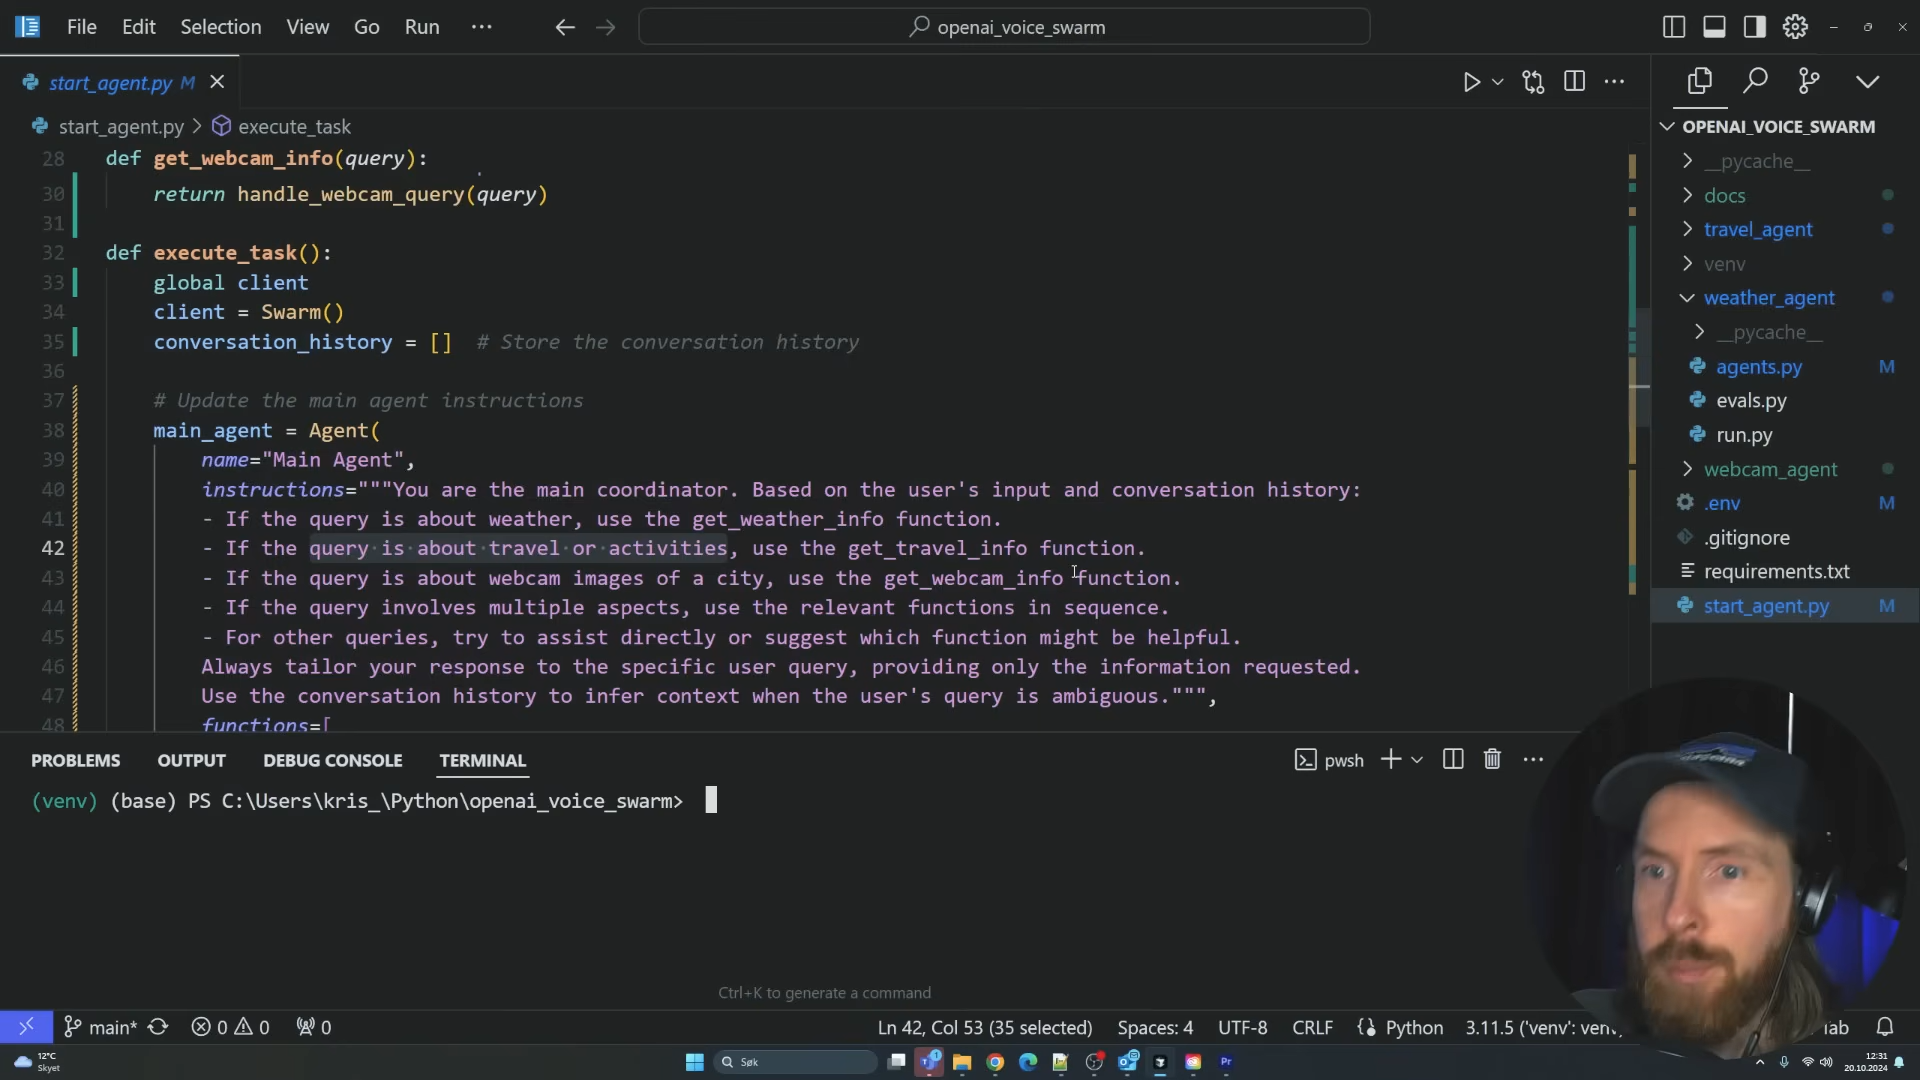 File Edit Selection View Go Run ··· openai_voice_swarm
start_agent.py M
start_agent.py > execute_task
28 def get_webcam_info(query):
30 return handle_webcam_query(query)
31
32 def execute_task():
33 global client
34 client = Swarm()
35 conversation_history = [] # Store the conversation history
36
37 # Update the main agent instructions
38 main_agent = Agent(
39 name="Main Agent",
40 instructions="""You are the main coordinator. Based on the user's input and conversation history:
41 - If the query is about weather, use the get_weather_info function.
42 - If the query is about travel or activities, use the get_travel_info function.
43 - If the query is about webcam images of a city, use the get_webcam_info function.
44 - If the query involves multiple aspects, use the relevant functions in sequence.
45 - For other queries, try to assist directly or suggest which function might be helpful.
46 Always tailor your response to the specific user query, providing only the information requested.
47 Use the conversation history to infer context when the user's query is ambiguous.""",
48 functions=[
OPENAI_VOICE_SWARM
__pycache__
docs
travel_agent
venv
weather_agent
__pycache__
agents.py M
evals.py
run.py
webcam_agent
.env M
.gitignore
requirements.txt
start_agent.py M
PROBLEMS OUTPUT DEBUG CONSOLE TERMINAL pwsh
(venv) (base) PS C:\Users\kris_\Python\openai_voice_swarm>
Ctrl+K to generate a command
main* 0 0 0 Ln 42, Col 53 (35 selected) Spaces: 4 UTF-8 CRLF Python 3.11.5 ('venv': venv)
12°C
Skyet
Søk
Pr
12:31
20.10.2024